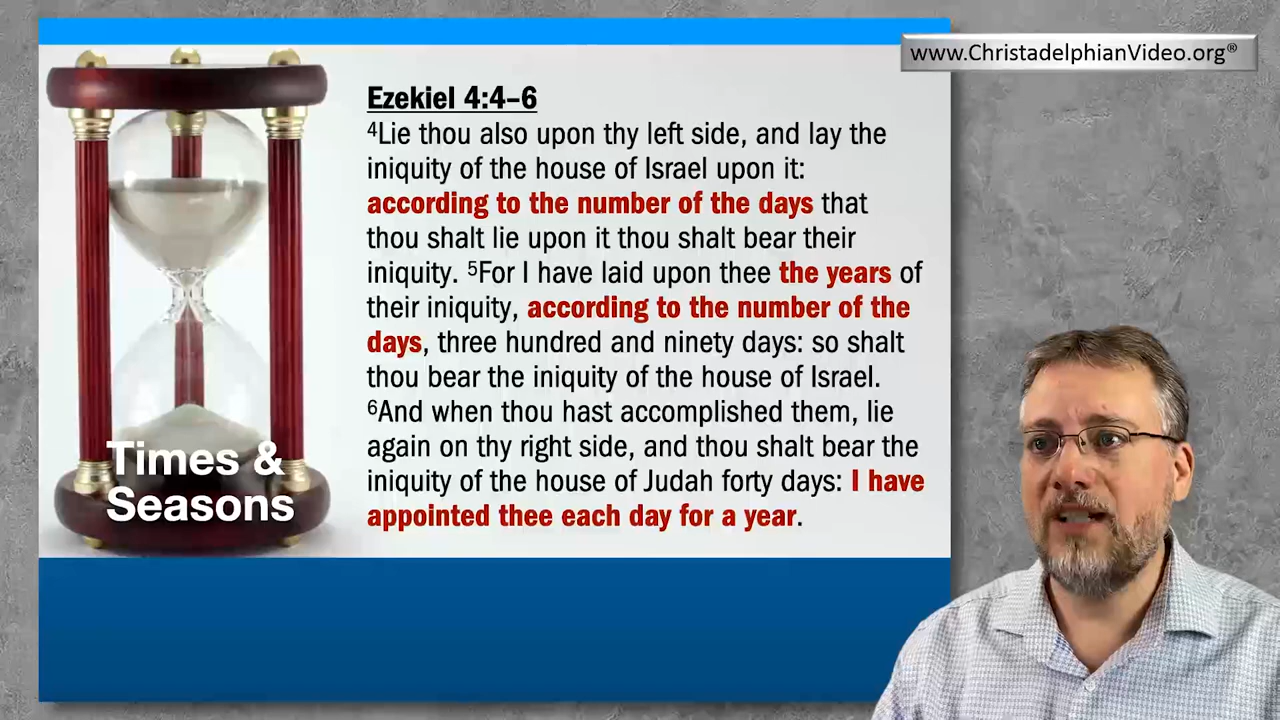 www.ChristadelphianVideo.org®
Ezekiel 4:4–6
4Lie thou also upon thy left side, and lay the
iniquity of the house of Israel upon it:
according to the number of the days that
thou shalt lie upon it thou shalt bear their
iniquity. 5For I have laid upon thee the years of
their iniquity, according to the number of the
days, three hundred and ninety days: so shalt
thou bear the iniquity of the house of Israel.
6And when thou hast accomplished them, lie
again on thy right side, and thou shalt bear the
iniquity of the house of Judah forty days: I have
appointed thee each day for a year.
Times &
Seasons